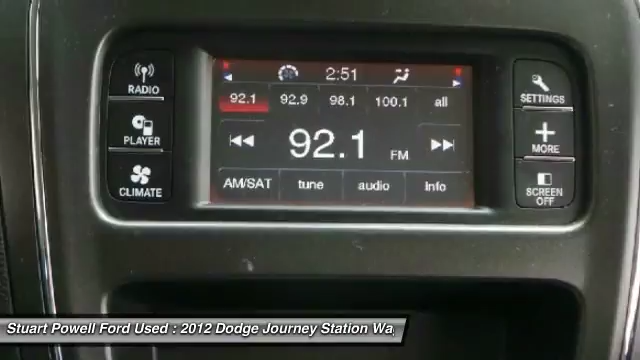 RADIO
PLAYER
CLIMATE
2:51
92.1 92.9 98.1 100.1 all
92.1 FM
AM/SAT tune audio Info
SETTINGS
MORE
SCREEN
OFF
Stuart Powell Ford Used : 2012 Dodge Journey Station Wa